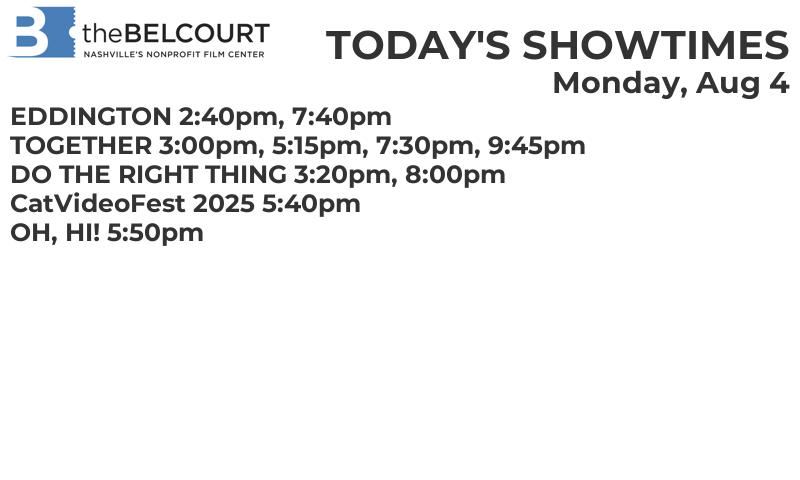 B theBELCOURT
NASHVILLE'S NONPROFIT FILM CENTER
TODAY'S SHOWTIMES
Monday, Aug 4
EDDINGTON 2:40pm, 7:40pm
TOGETHER 3:00pm, 5:15pm, 7:30pm, 9:45pm
DO THE RIGHT THING 3:20pm, 8:00pm
CatVideoFest 2025 5:40pm
OH, HI! 5:50pm